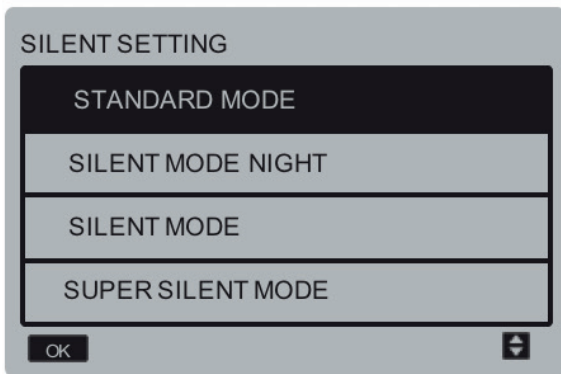 SILENT SETTING
STANDARD MODE
SILENT MODE NIGHT
SILENT MODE
SUPER SILENT MODE
OK